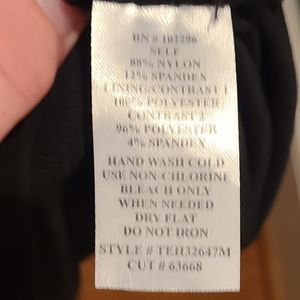 RN # 103296
SELF
88% NYLON
12% SPANDEX
LINING/CONTRAST 1
100% POLYESTER
CONTRAST 2
96% POLYESTER
4% SPANDEX
HAND WASH COLD
USE NON-CHLORINE
BLEACH ONLY
WHEN NEEDED
DRY FLAT
DO NOT IRON
STYLE # TEH32647M
CUT # 63668